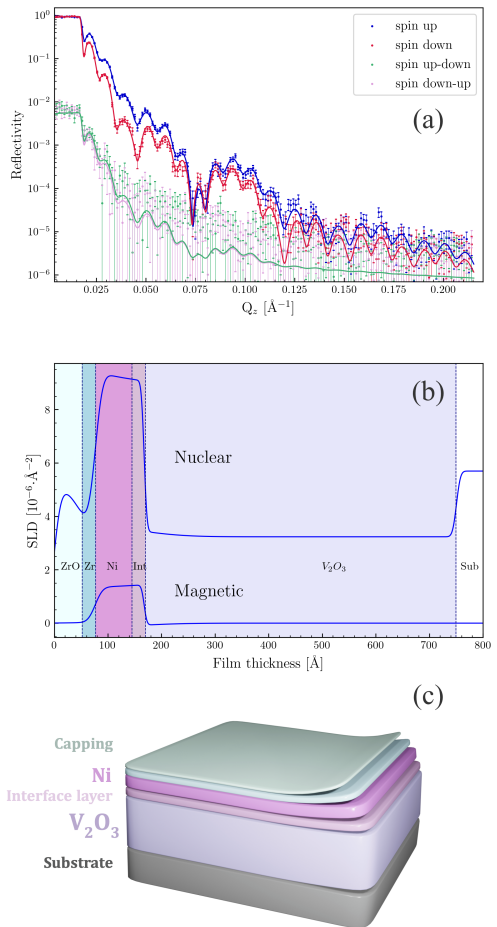 10⁰
10⁻¹
10⁻²
10⁻³
10⁻⁴
10⁻⁵
10⁻⁶
Reflectivity
spin up
spin down
spin up-down
spin down-up
(a)
0.025 0.050 0.075 0.100 0.125 0.150 0.175 0.200
Q_z [Å⁻¹]
(b)
8
6
4
2
0
SLD [10⁻⁶·Å⁻²]
Nuclear
ZrO Zr Ni Int V₂O₃ Sub
Magnetic
0 100 200 300 400 500 600 700 800
Film thickness [Å]
(c)
Capping
Ni
Interface layer
V₂O₃
Substrate